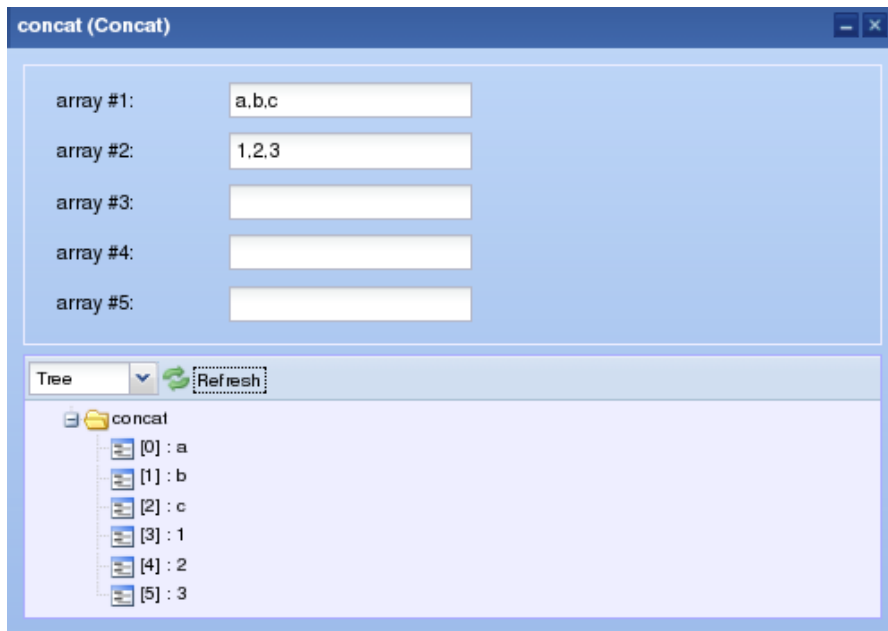 concat (Concat)
array #1: a,b,c
array #2: 1,2,3
array #3:
array #4:
array #5:
Tree Refresh
concat
[0] : a
[1] : b
[2] : c
[3] : 1
[4] : 2
[5] : 3